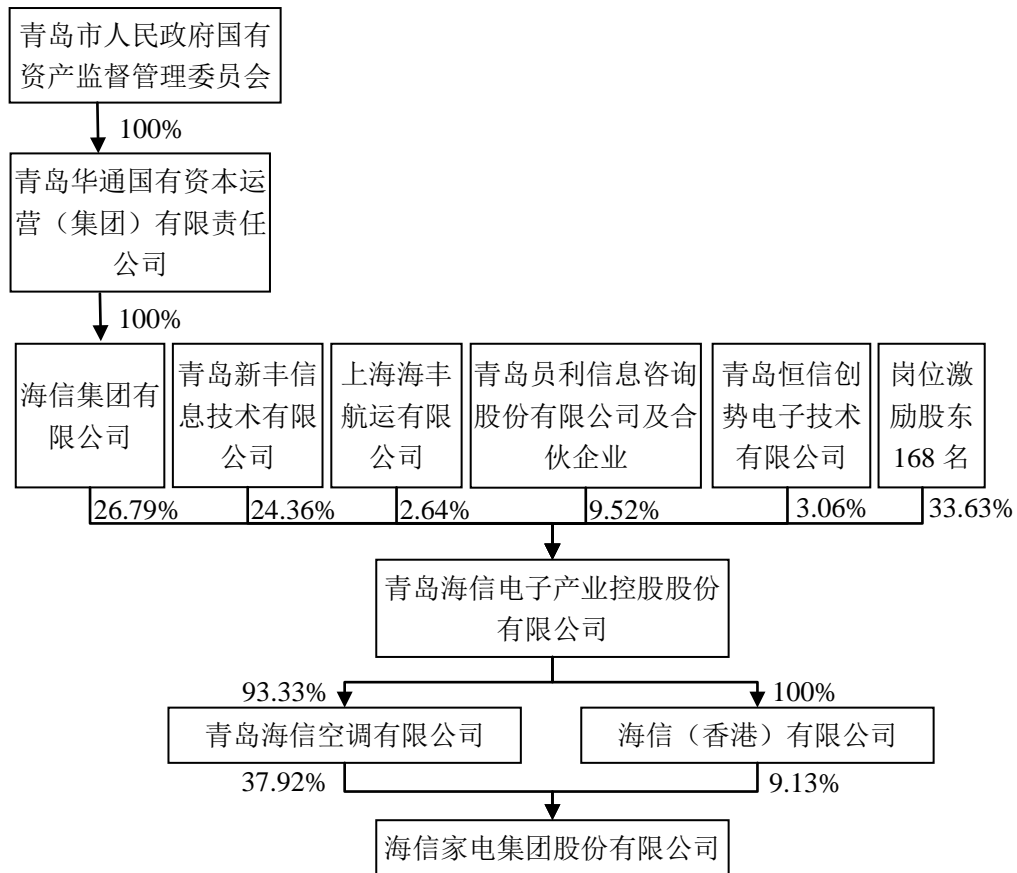 青岛市人民政府国有
资产监督管理委员会
100%
青岛华通国有资本运
营（集团）有限责任
公司
100%
海信集团有
限公司
青岛新丰信
息技术有限
公司
上海海丰
航运有限
公司
青岛员利信息咨询
股份有限公司及合
伙企业
青岛恒信创
势电子技术
有限公司
岗位激
励股东
168 名
26.79%
24.36%
2.64%
9.52%
3.06%
33.63%
青岛海信电子产业控股股份
有限公司
93.33%
100%
青岛海信空调有限公司
海信（香港）有限公司
37.92%
9.13%
海信家电集团股份有限公司